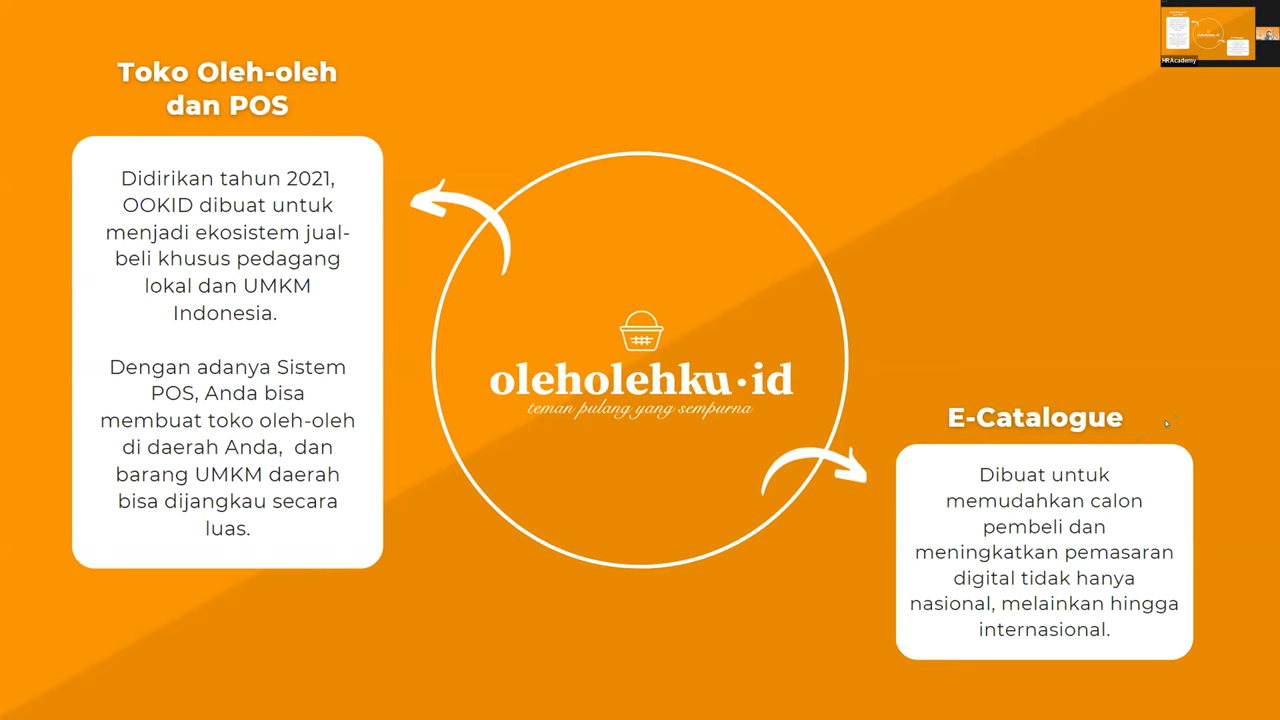 Toko Oleh-oleh
dan POS
Didirikan tahun 2021,
OOKID dibuat untuk
menjadi ekosistem jual-
beli khusus pedagang
lokal dan UMKM
Indonesia.
Dengan adanya Sistem
POS, Anda bisa
membuat toko oleh-oleh
di daerah Anda,  dan
barang UMKM daerah
bisa dijangkau secara
luas.
oleholehku·id
teman pulang yang sempurna
E-Catalogue
Dibuat untuk
memudahkan calon
pembeli dan
meningkatkan pemasaran
digital tidak hanya
nasional, melainkan hingga
internasional.
HRAcademy